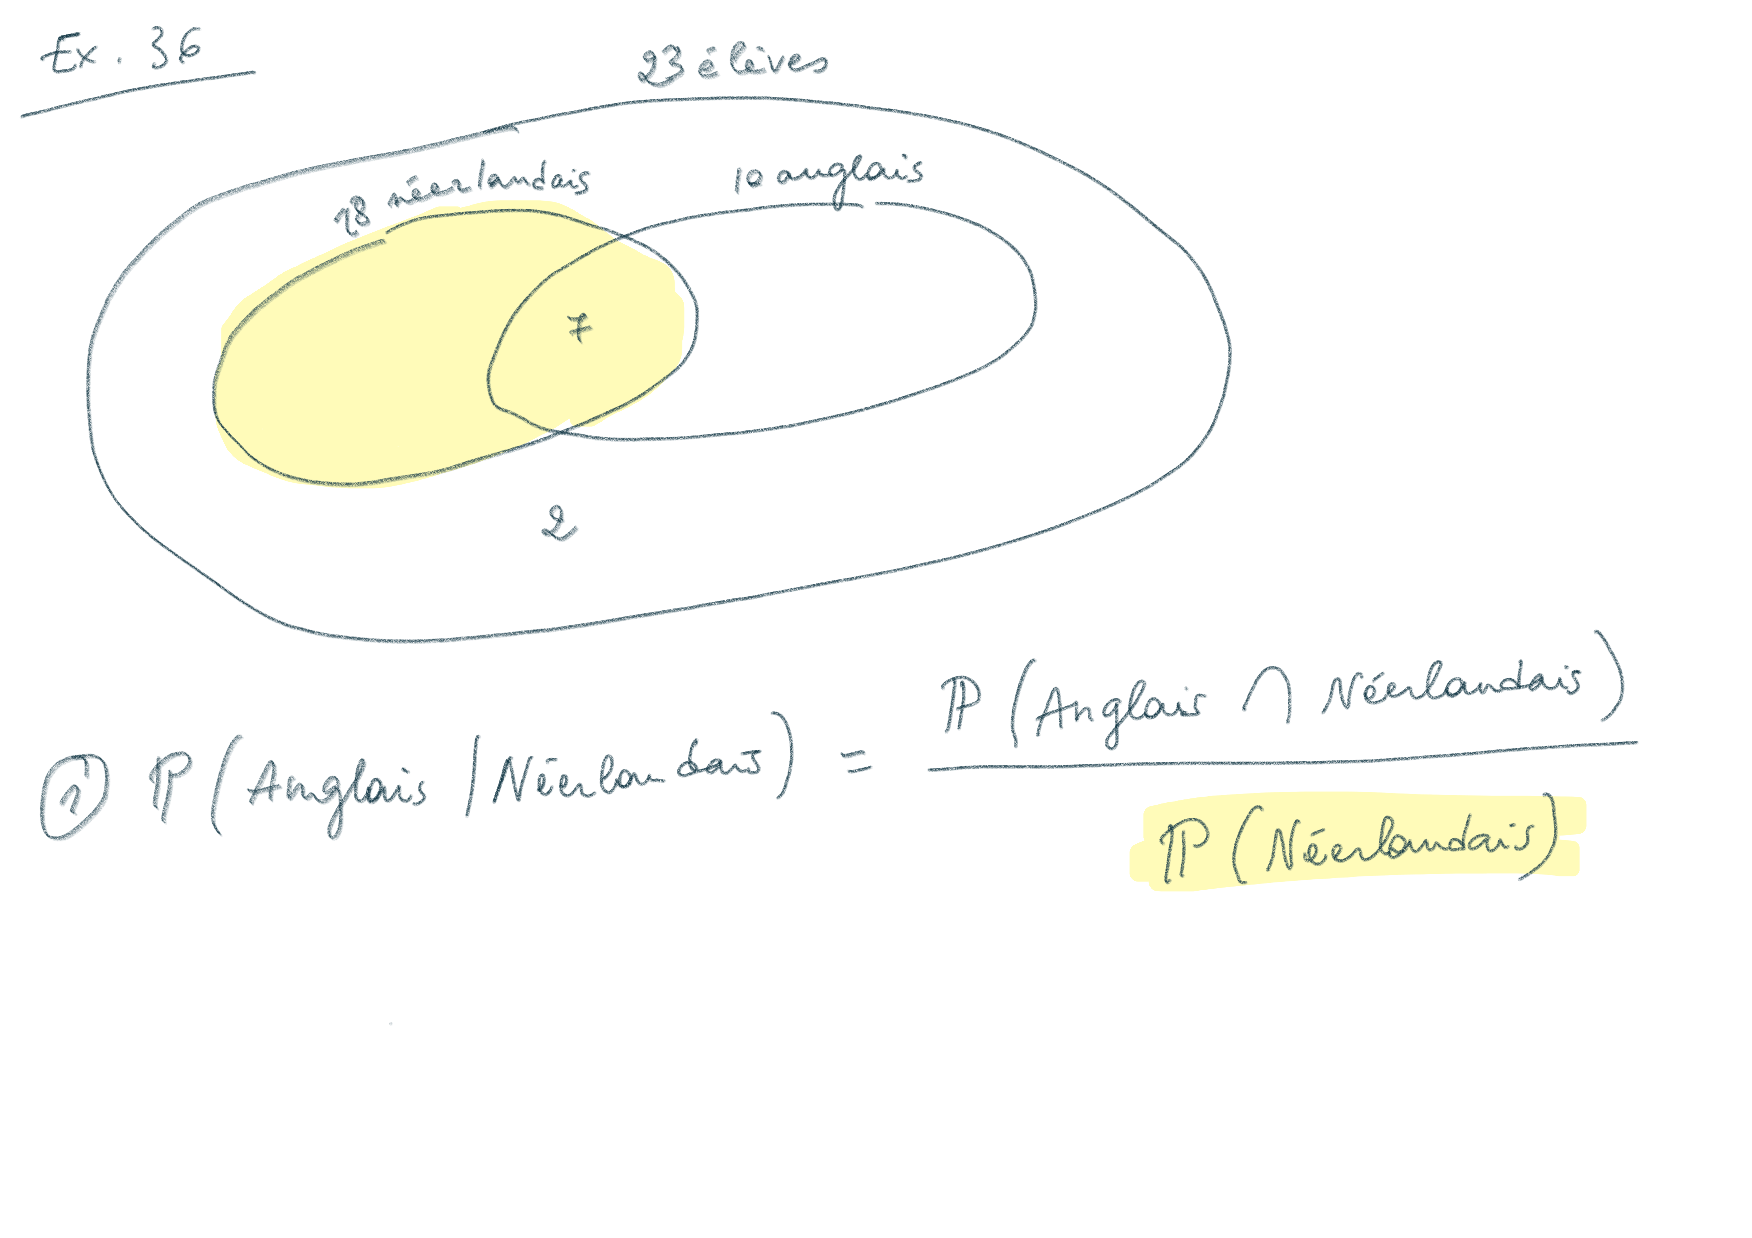 Ex. 36
23 élèves
18 néerlandais
10 anglais
7
2
① ℙ (Anglais | Néerlandais) = ℙ (Anglais ∩ Néerlandais)
ℙ (Néerlandais)